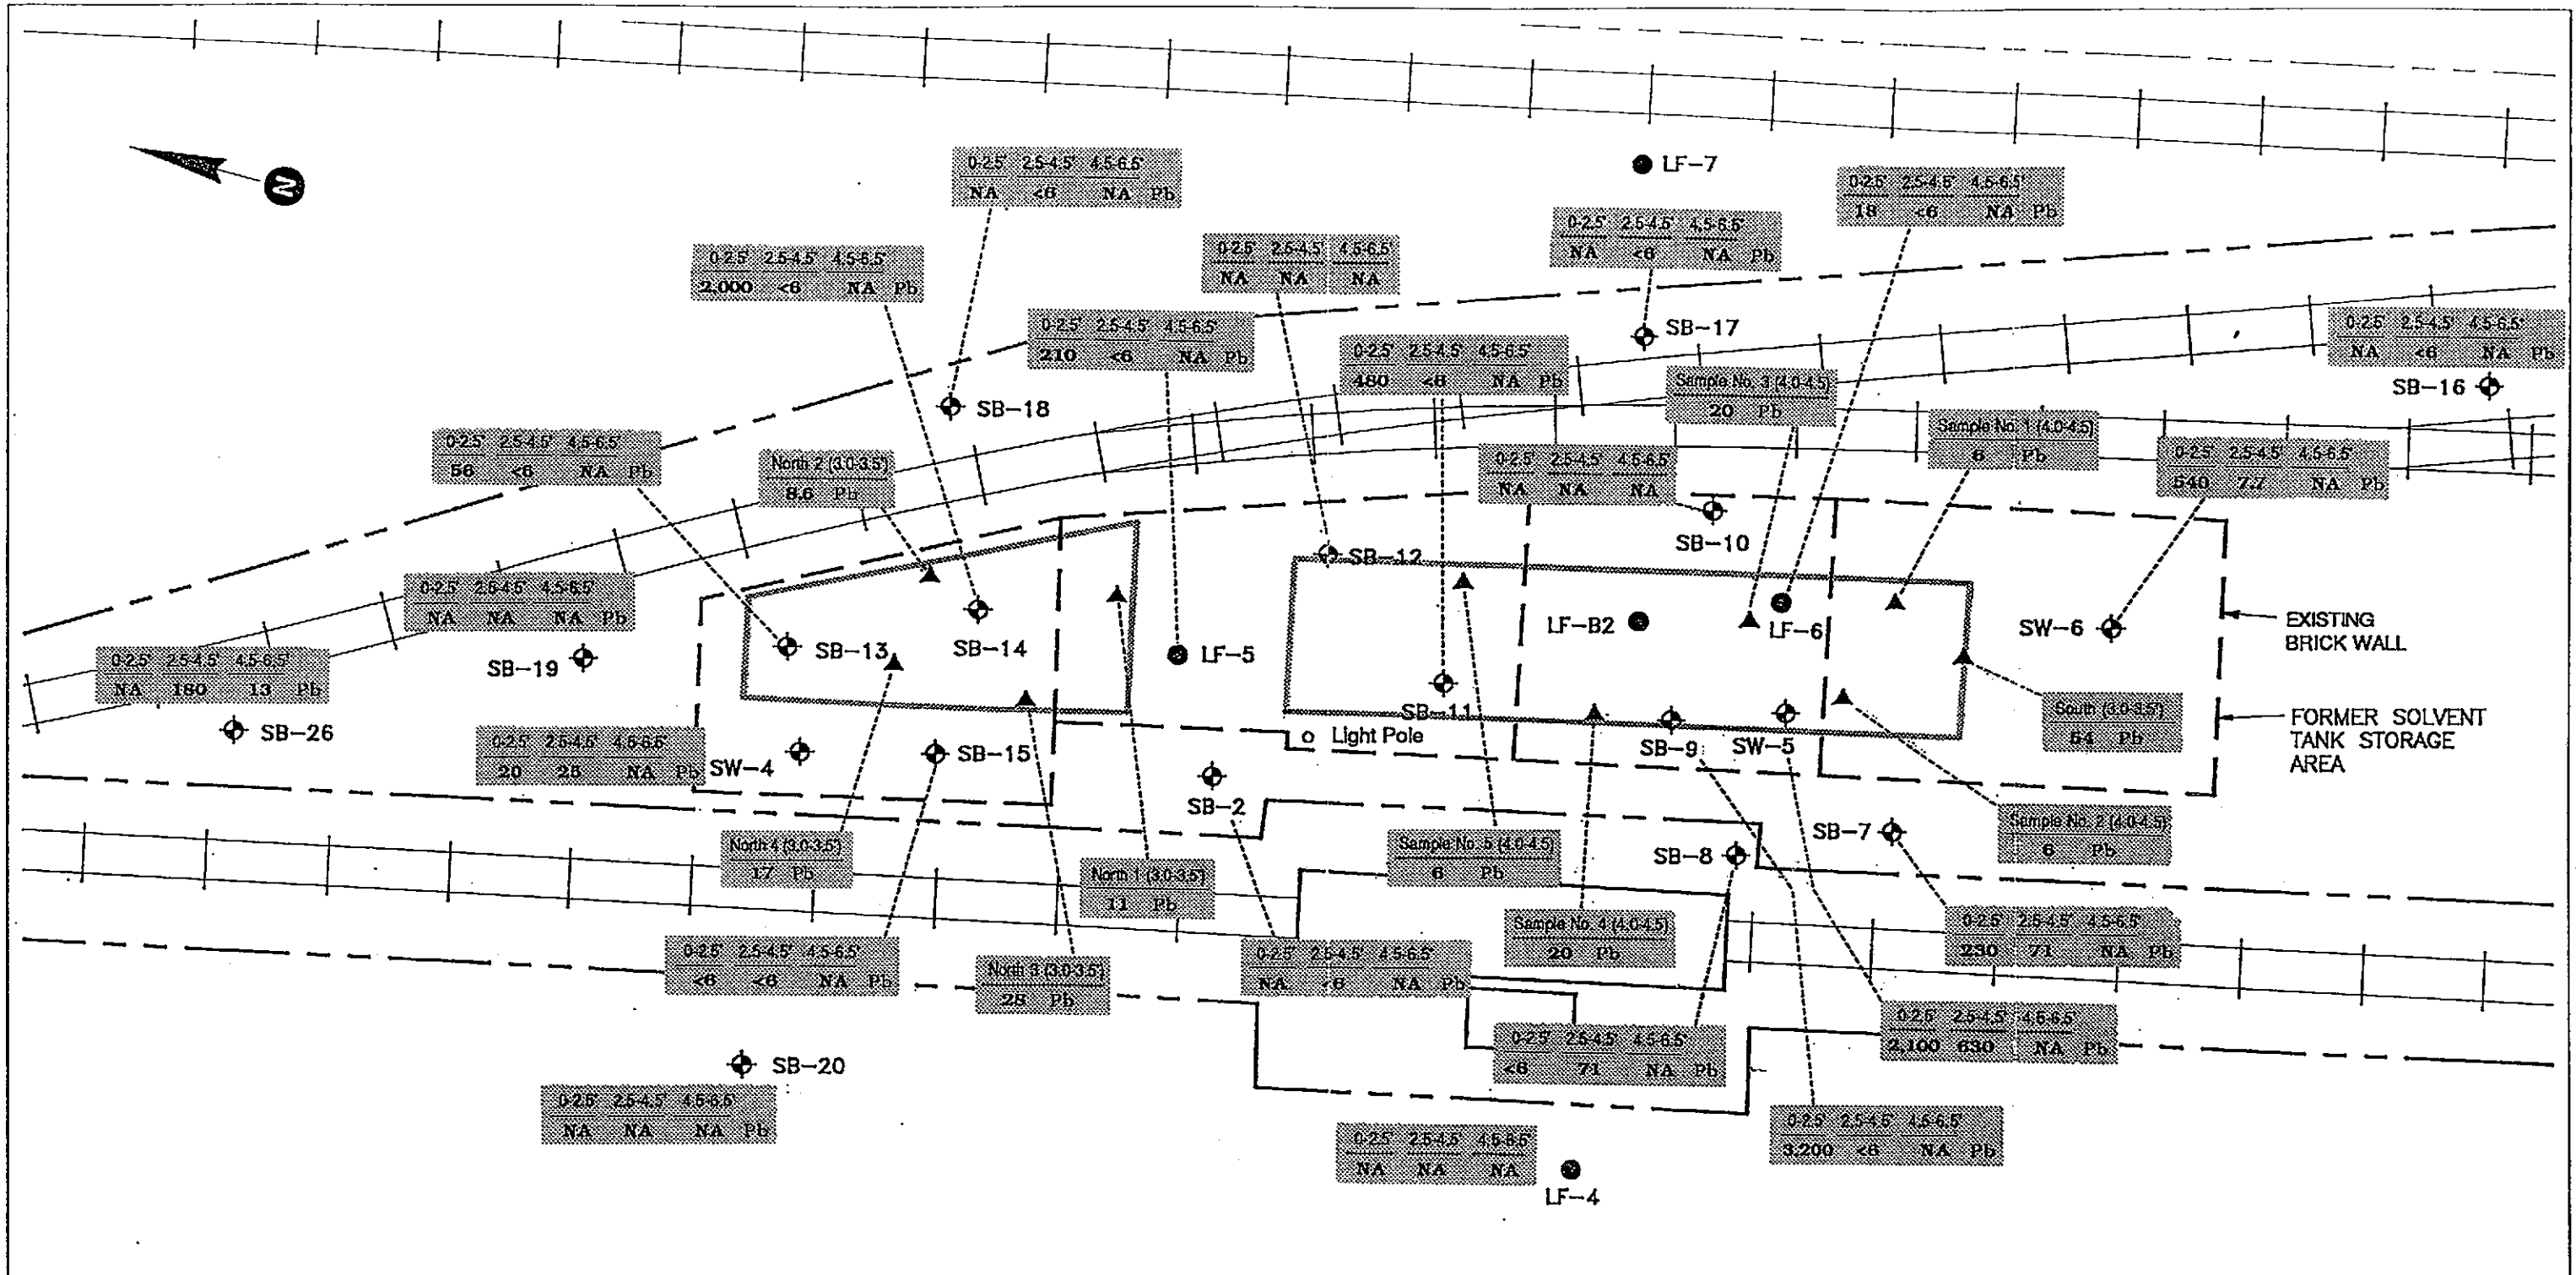 N
0-2.5' 2.5-4.5' 4.5-6.5'
NA <6 NA Pb
LF-7
0-2.5' 2.5-4.5' 4.5-6.5'
18 <6 NA Pb
0-2.5' 2.5-4.5' 4.5-6.5'
2,000 <6 NA Pb
0-2.5' 2.5-4.5' 4.5-6.5'
NA NA NA
0-2.5' 2.5-4.5' 4.5-6.5'
NA <6 NA Pb
0-2.5' 2.5-4.5' 4.5-6.5'
210 <6 NA Pb
SB-17
0-2.5' 2.5-4.5' 4.5-6.5'
480 <6 NA Pb
0-2.5' 2.5-4.5' 4.5-6.5'
NA <6 NA Pb
SB-16
Sample No. 3 (4.0-4.5)
20 Pb
SB-18
Sample No. 1 (4.0-4.5)
6 Pb
0-2.5' 2.5-4.5' 4.5-6.5'
56 <6 NA Pb
North 2 (3.0-3.5')
8.6 Pb
0-2.5' 2.5-4.5' 4.5-6.5'
NA NA NA
0-2.5' 2.5-4.5' 4.5-6.5'
540 7.7 NA Pb
SB-10
SB-12
0-2.5' 2.5-4.5' 4.5-6.5'
NA NA NA Pb
SB-19
SB-13
SB-14
LF-5
LF-B2
LF-6
SW-6
EXISTING
BRICK WALL
0-2.5' 2.5-4.5' 4.5-6.5'
NA 180 13 Pb
SB-26
SB-11
South (3.0-3.5')
54 Pb
FORMER SOLVENT
TANK STORAGE
AREA
0-2.5' 2.5-4.5' 4.5-6.5'
20 25 NA Pb
SW-4
SB-15
Light Pole
SB-9
SW-5
SB-2
North 4 (3.0-3.5')
17 Pb
North 1 (3.0-3.5')
11 Pb
Sample No. 5 (4.0-4.5)
6 Pb
SB-8
SB-7
Sample No. 2 (4.0-4.5)
6 Pb
0-2.5' 2.5-4.5' 4.5-6.5'
<6 <6 NA Pb
North 3 (3.0-3.5')
28 Pb
0-2.5' 2.5-4.5' 4.5-6.5'
NA <6 NA Pb
Sample No. 4 (4.0-4.5)
20 Pb
0-2.5' 2.5-4.5' 4.5-6.5'
230 71 NA Pb
0-2.5' 2.5-4.5' 4.5-6.5'
<6 71 NA Pb
0-2.5' 2.5-4.5' 4.5-6.5'
2,100 630 NA Pb
SB-20
0-2.5' 2.5-4.5' 4.5-6.5'
NA NA NA Pb
0-2.5' 2.5-4.5' 4.5-6.5'
NA NA NA
LF-4
0-2.5' 2.5-4.5' 4.5-6.5'
3,200 <6 NA Pb